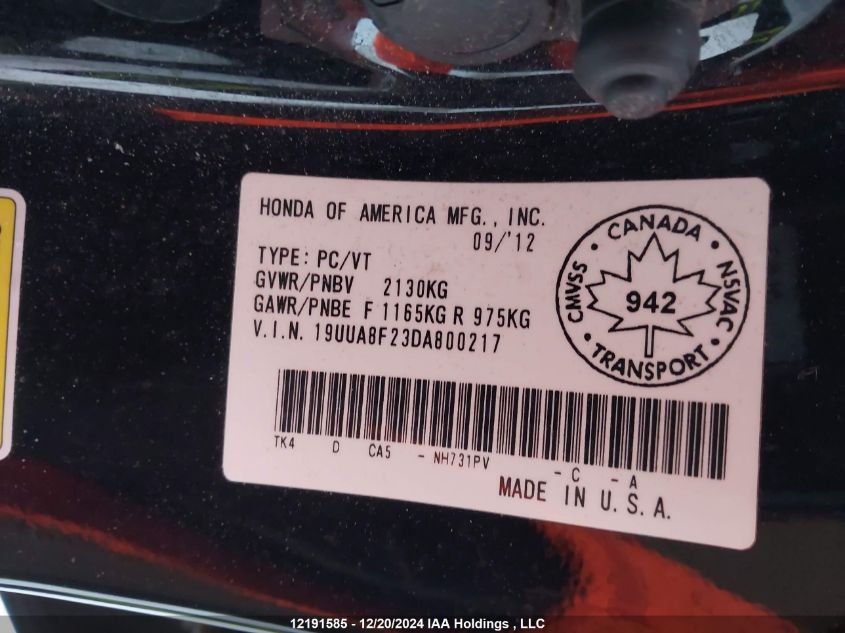 HONDA OF AMERICA MFG., INC.
09/'12
TYPE: PC/VT
GVWR/PNBV 2130KG
GAWR/PNBE F 1165KG R 975KG
V.I.N. 19UUA8F23DA800217
CANADA
CMVSS
NSVAC
942
TRANSPORT
TK4 D CA5 - NH731PV - C - A
MADE IN U.S.A.
12191585 - 12/20/2024 IAA Holdings , LLC